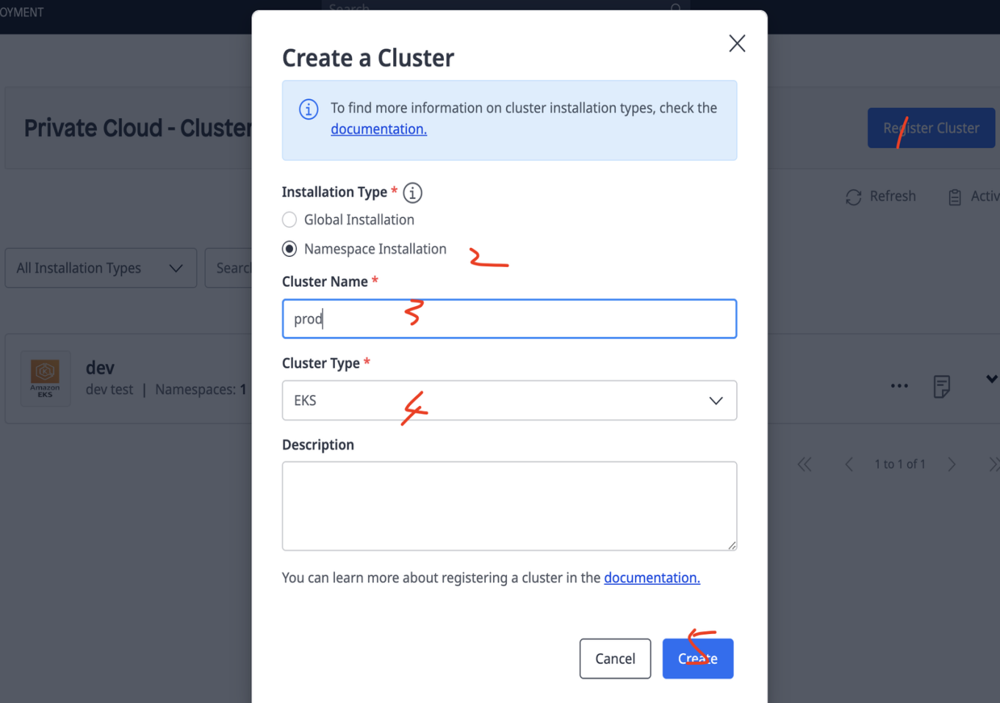 OYMENT
Search
Create a Cluster
To find more information on cluster installation types, check the
documentation.
Private Cloud - Cluster
Register Cluster
1
Installation Type *
Refresh
Activ
Global Installation
Namespace Installation
2
All Installation Types
Search
Cluster Name *
prod
3
Cluster Type *
Amazon
EKS
dev
dev test | Namespaces: 1
EKS
4
Description
1 to 1 of 1
You can learn more about registering a cluster in the documentation.
Cancel
Create
5